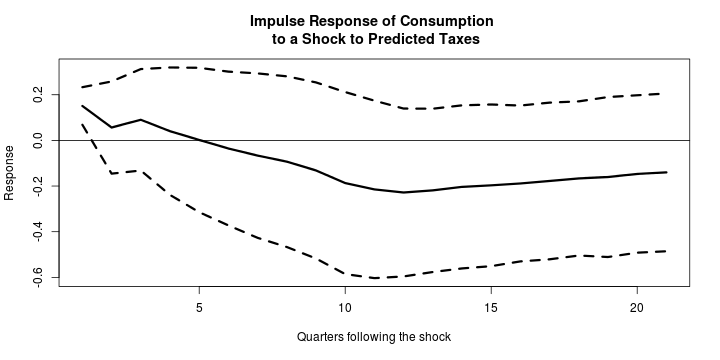 Impulse Response of Consumption
to a Shock to Predicted Taxes
Response
0.2
0.0
-0.2
-0.4
-0.6
5
10
15
20
Quarters following the shock